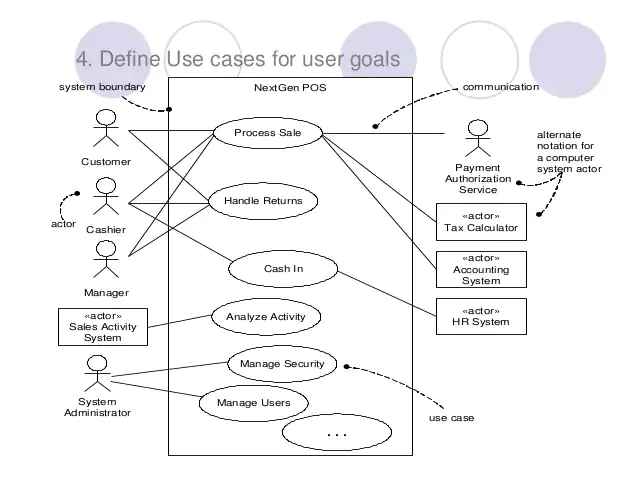 4. Define Use cases for user goals
system boundary
NextGen POS
communication
Process Sale
Customer
alternate
notation for
a computer
system actor
Payment
Authorization
Service
Handle Returns
actor
Cashier
«actor»
Tax Calculator
Cash In
«actor»
Accounting
System
Manager
«actor»
Sales Activity
System
Analyze Activity
«actor»
HR System
Manage Security
System
Administrator
Manage Users
use case
. . .